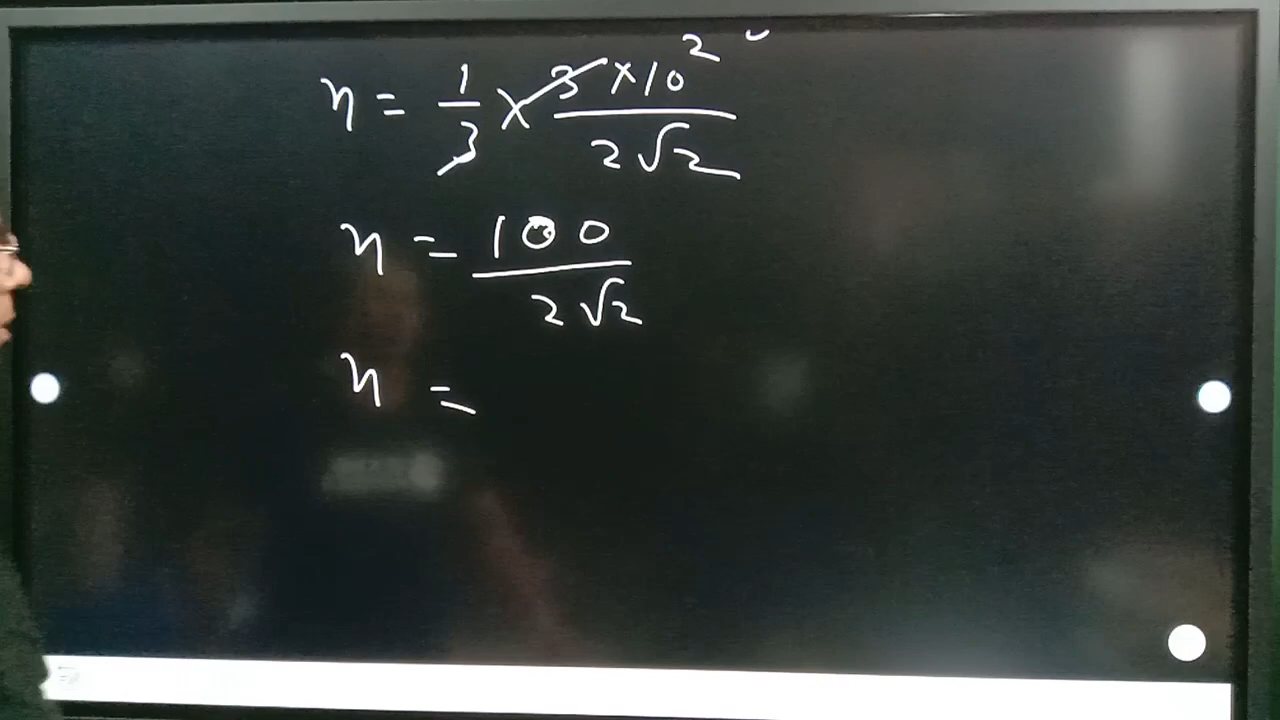 η = 1/3 × 3 × 10² / 2√2
η = 100 / 2√2
η =